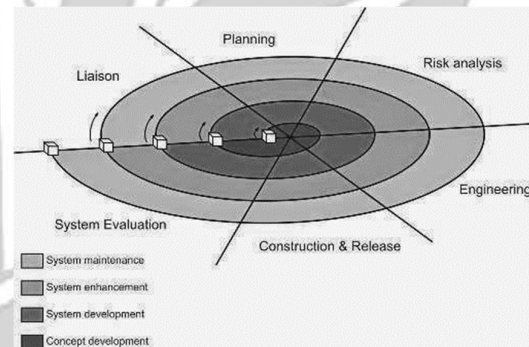 Planning
Risk analysis
Liaison
Engineering
System Evaluation
Construction & Release
System maintenance
System enhancement
System development
Concept development